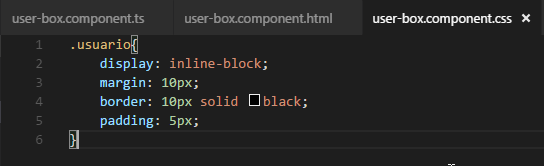 user-box.component.ts user-box.component.html user-box.component.css ×
1 .usuario{
2 display: inline-block;
3 margin: 10px;
4 border: 10px solid black;
5 padding: 5px;
6 }